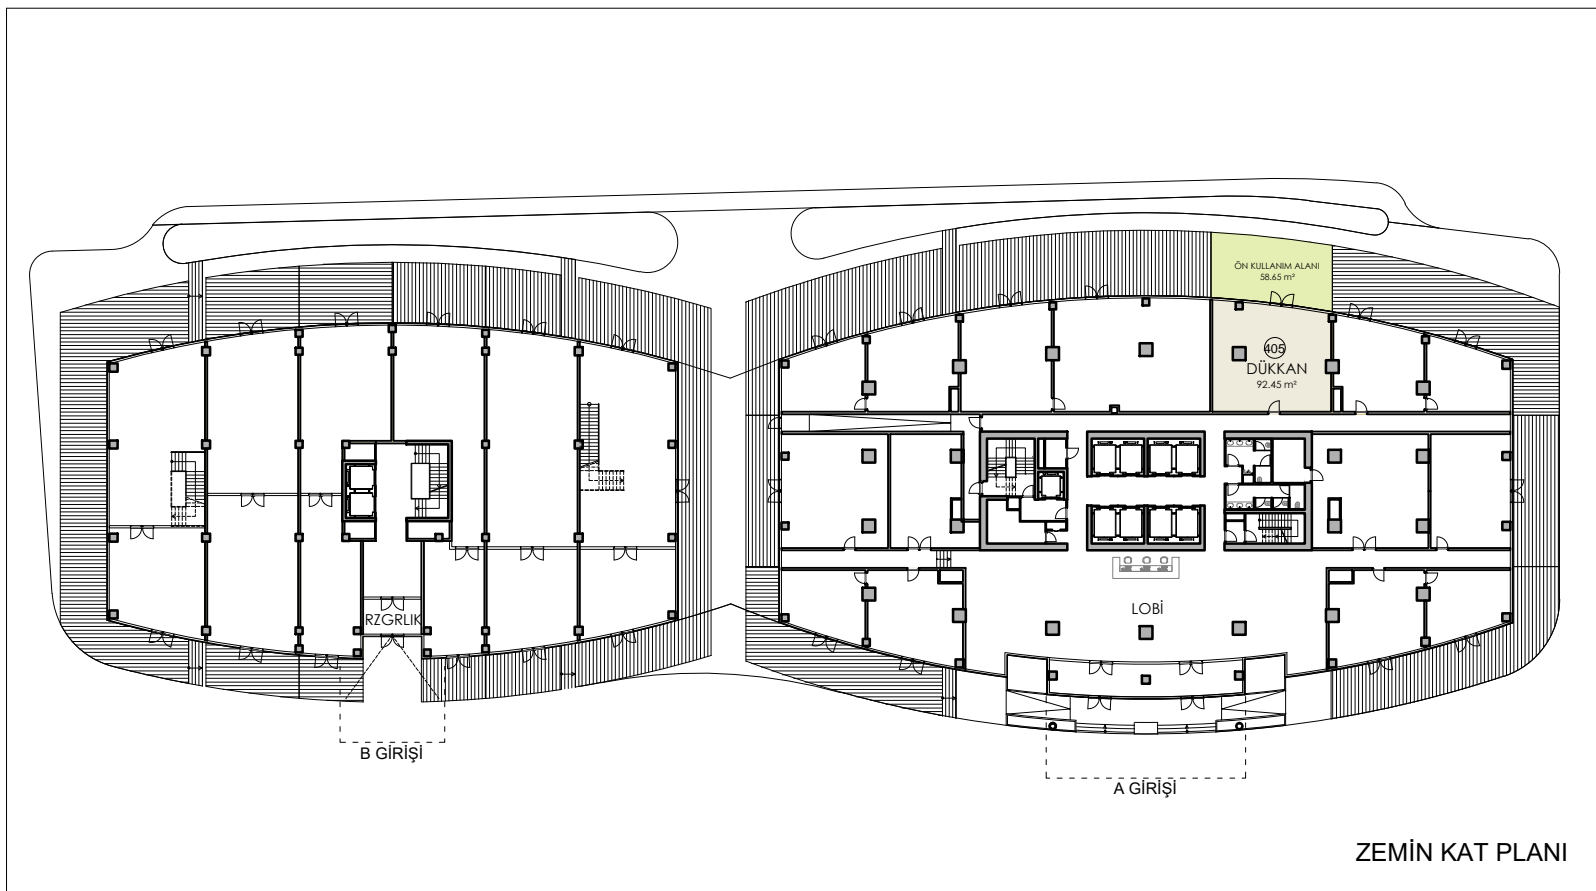 ÖN KULLANIM ALANI
58.65 m²
405
DÜKKAN
92.45 m²
RZGRLIK
LOBİ
B GİRİŞİ
A GİRİŞİ
ZEMİN KAT PLANI